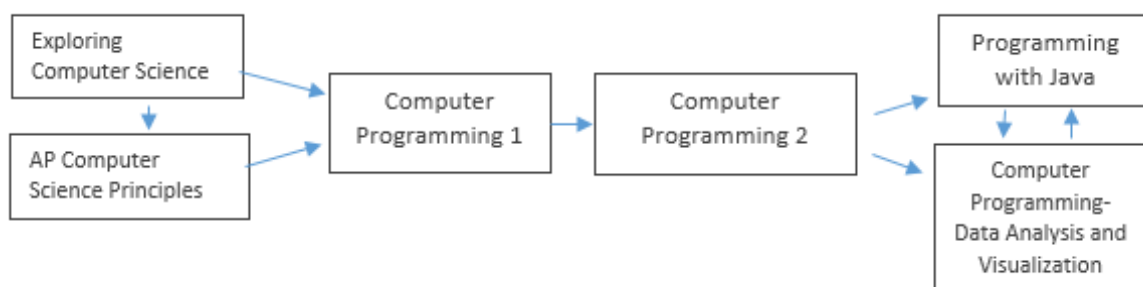 Exploring
Computer Science
AP Computer
Science Principles
Computer
Programming 1
Computer
Programming 2
Programming
with Java
Computer
Programming-
Data Analysis and
Visualization